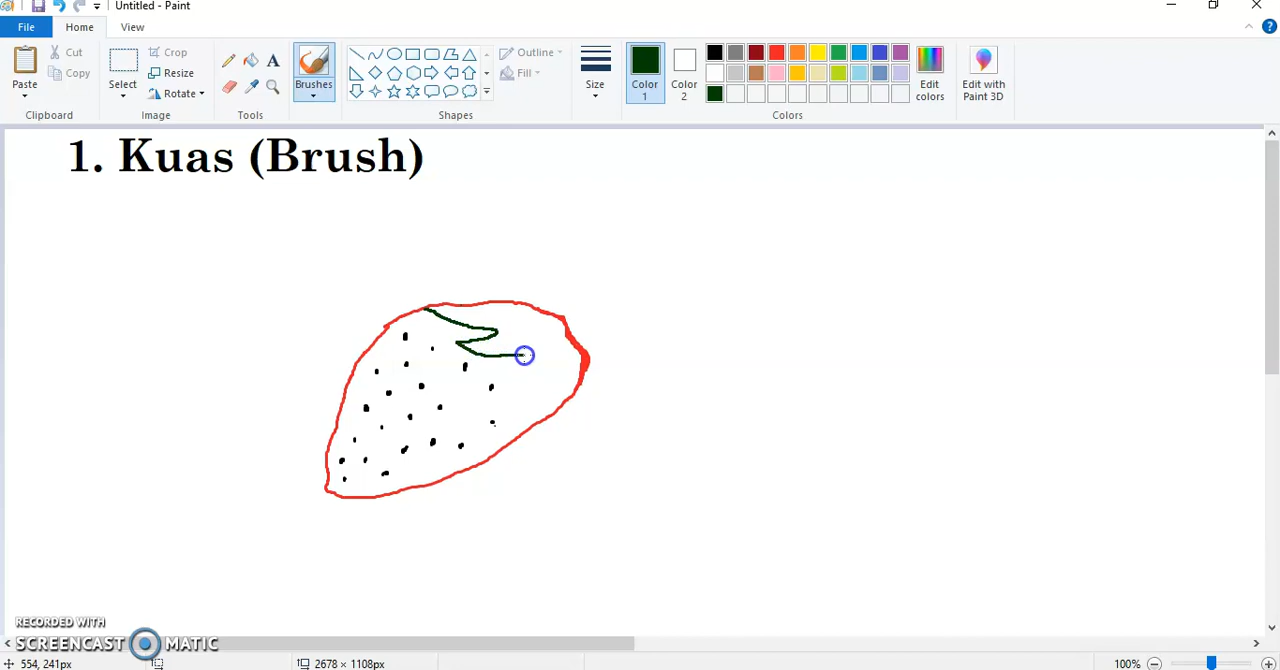 Untitled - Paint
File
Home
View
Paste
Cut
Copy
Clipboard
Select
Crop
Resize
Rotate
Image
A
Tools
Brushes
Shapes
Outline
Fill
Size
Color
1
Color
2
Edit
colors
Colors
Edit with
Paint 3D
1. Kuas (Brush)
RECORDED WITH
SCREENCAST MATIC
554, 241px
2678 × 1108px
100%